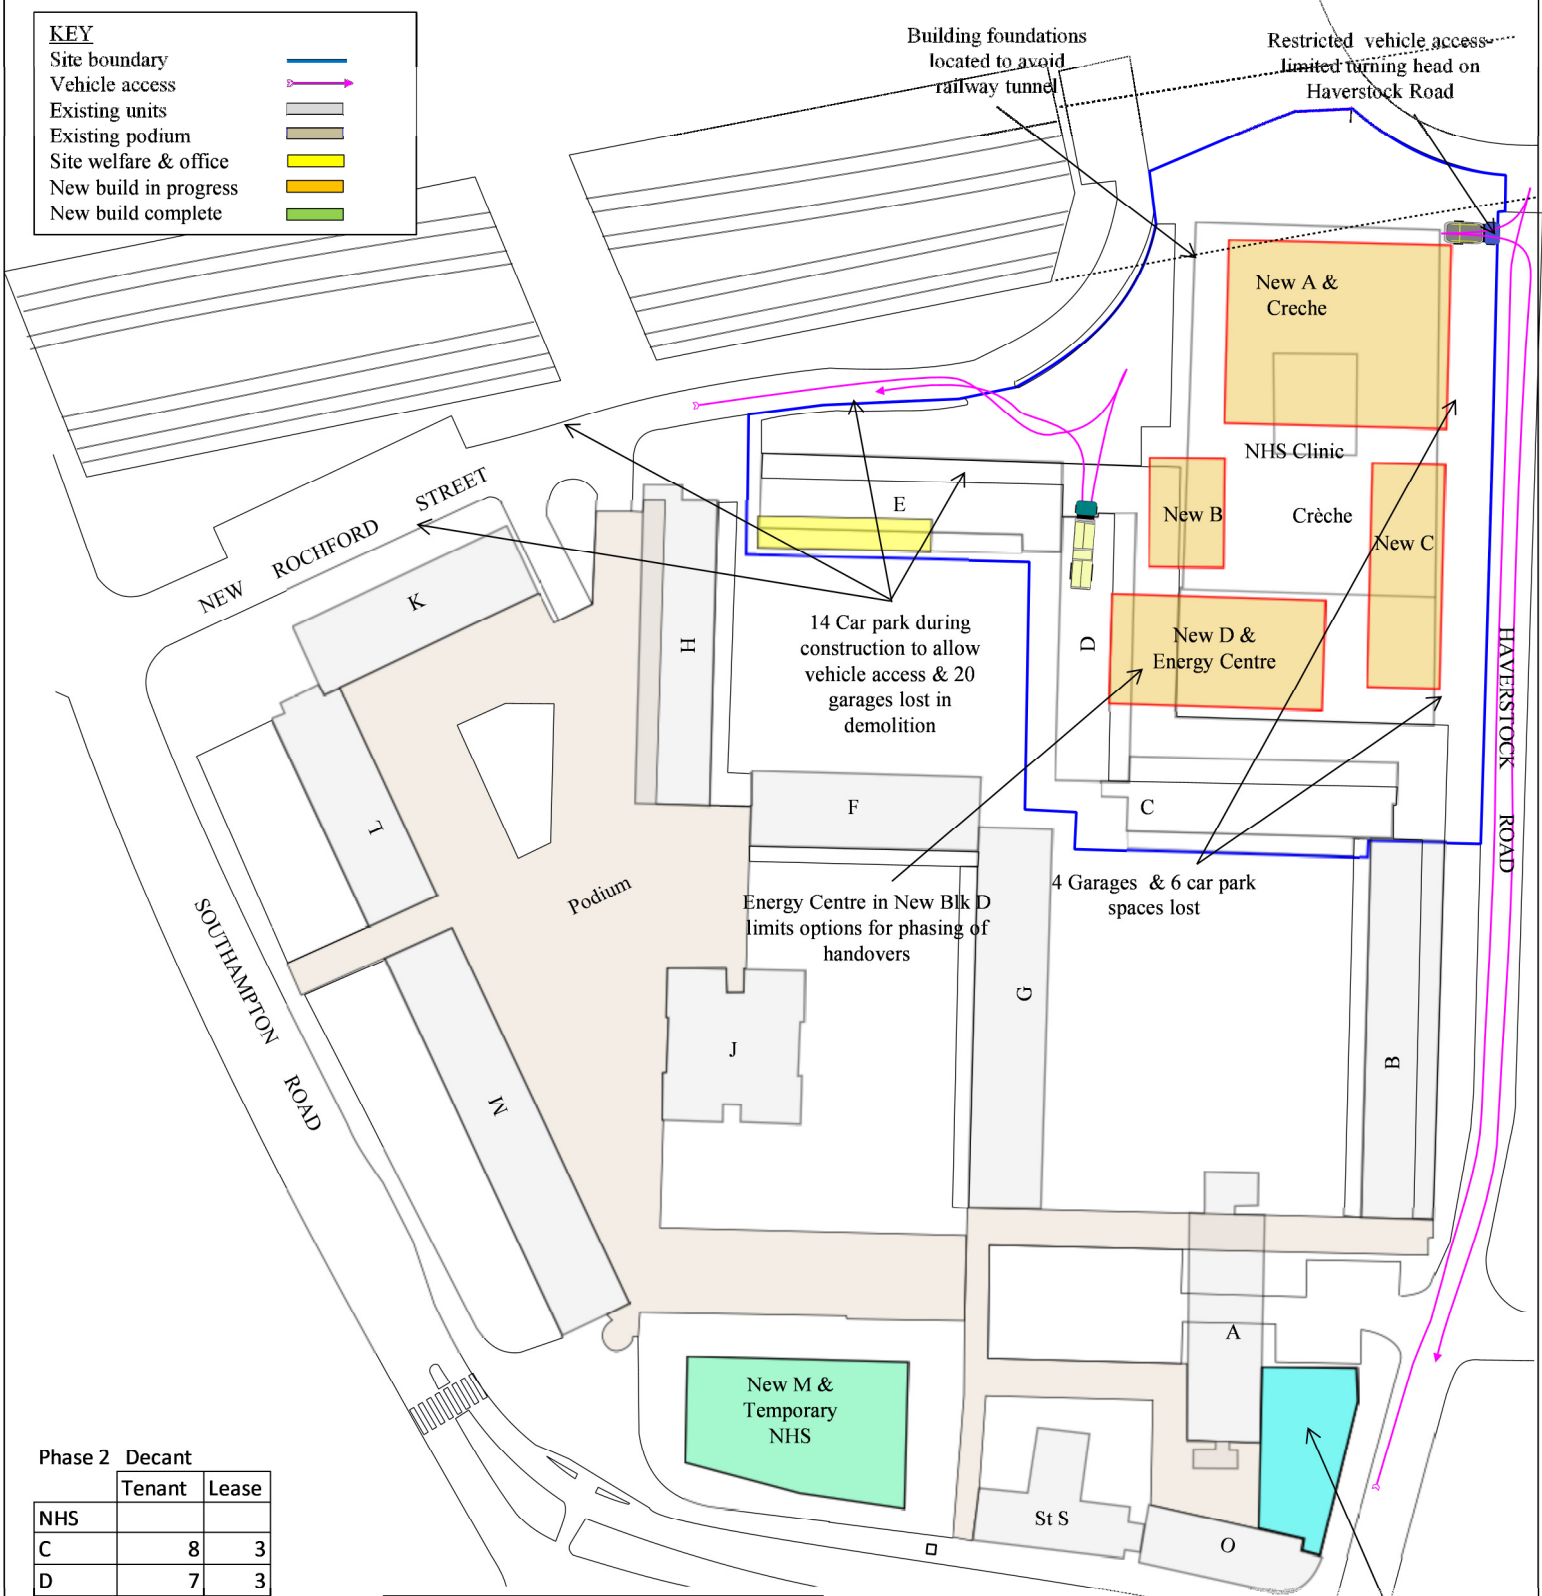 KEY
Site boundary
Vehicle access
Existing units
Existing podium
Site welfare & office
New build in progress
New build complete
Building foundations
located to avoid
railway tunnel
Restricted vehicle access-
limited turning head on
Haverstock Road
New A &
Creche
NHS Clinic
New B
Crèche
New C
New D &
Energy Centre
E
D
C
NEW ROCHFORD STREET
K
H
L
F
14 Car park during
construction to allow
vehicle access & 20
garages lost in
demolition
HAVERSTOCK ROAD
Podium
Energy Centre in New Blk D
limits options for phasing of
handovers
4 Garages & 6 car park
spaces lost
SOUTHAMPTON ROAD
G
J
B
M
A
New M &
Temporary
NHS
St S
O
Phase 2 Decant
Tenant Lease
NHS
C 8 3
D 7 3